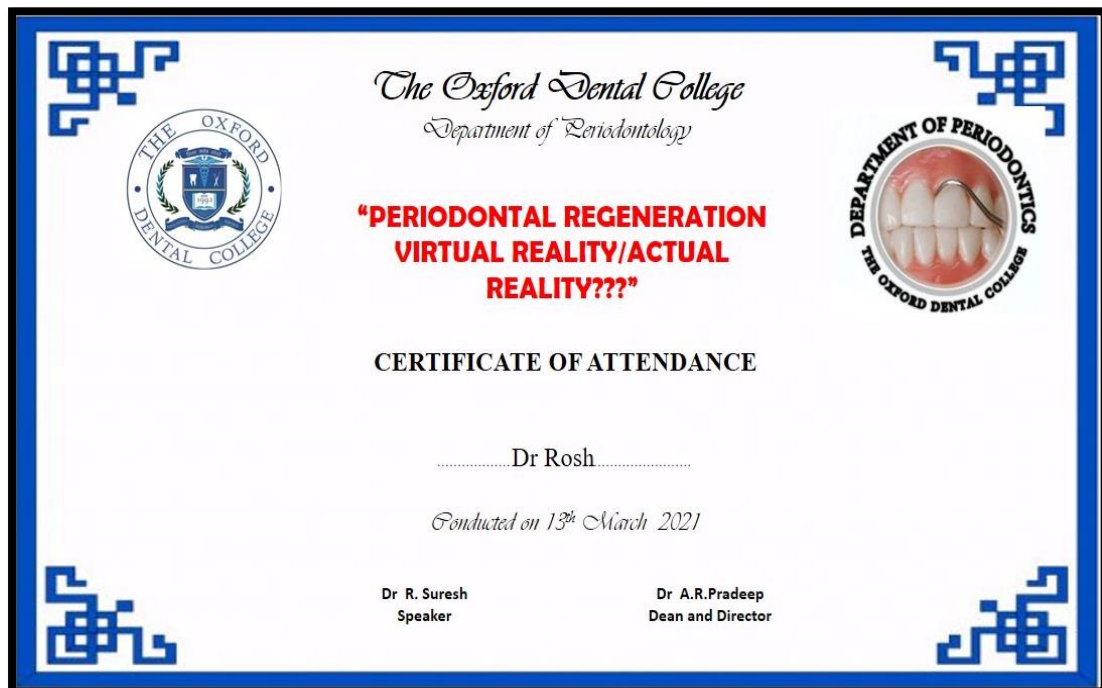 The Oxford Dental College
Department of Periodontology
THE OXFORD DENTAL COLLEGE
1992
DEPARTMENT OF PERIODONTICS
THE OXFORD DENTAL COLLEGE
“PERIODONTAL REGENERATION
VIRTUAL REALITY/ACTUAL
REALITY???”
CERTIFICATE OF ATTENDANCE
..................Dr Rosh........................
Conducted on 13th March 2021
Dr R. Suresh
Speaker
Dr A.R.Pradeep
Dean and Director